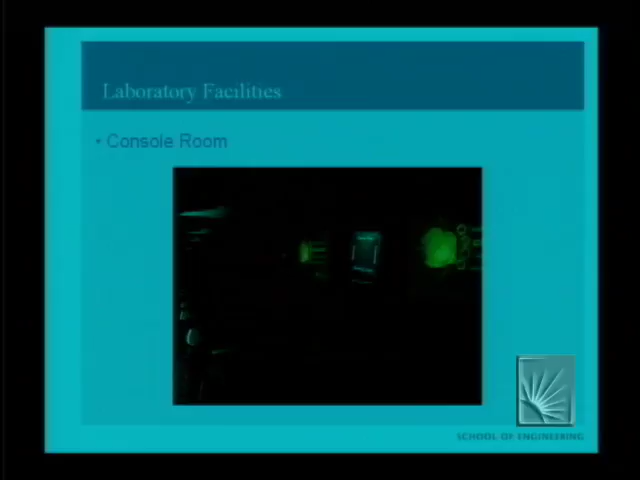 Laboratory Facilities
• Console Room
SCHOOL OF ENGINEERING